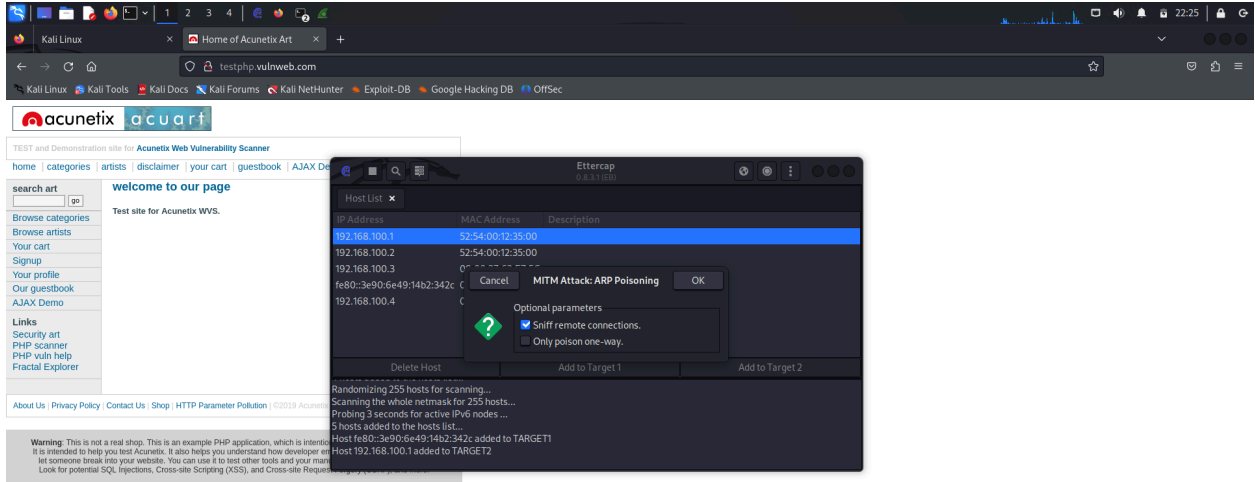 1 2 3 4
22:25
Kali Linux
Home of Acunetix Art
testphp.vulnweb.com
Kali Linux Kali Tools Kali Docs Kali Forums Kali NetHunter Exploit-DB Google Hacking DB OffSec
acunetix acuart
TEST and Demonstration site for Acunetix Web Vulnerability Scanner
home | categories | artists | disclaimer | your cart | guestbook | AJAX De
search art
go
Browse categories
Browse artists
Your cart
Signup
Your profile
Our guestbook
AJAX Demo
Links
Security art
PHP scanner
PHP vuln help
Fractal Explorer
welcome to our page
Test site for Acunetix WVS.
About Us | Privacy Policy | Contact Us | Shop | HTTP Parameter Pollution | ©2019 Acunetix
Warning: This is not a real shop. This is an example PHP application, which is intentio
It is intended to help you test Acunetix. It also helps you understand how developer er
let someone break into your website. You can use it to test other tools and your man
Look for potential SQL Injections, Cross-site Scripting (XSS), and Cross-site Request
Ettercap
0.8.3.1 (EB)
Host List
IP Address MAC Address Description
192.168.100.1 52:54:00:12:35:00
192.168.100.2 52:54:00:12:35:00
192.168.100.3
fe80::3e90:6e49:14b2:342c
192.168.100.4
Cancel MITM Attack: ARP Poisoning OK
Optional parameters
Sniff remote connections.
Only poison one-way.
Delete Host Add to Target 1 Add to Target 2
Randomizing 255 hosts for scanning...
Scanning the whole netmask for 255 hosts...
Probing 3 seconds for active IPv6 nodes ...
5 hosts added to the hosts list...
Host fe80::3e90:6e49:14b2:342c added to TARGET1
Host 192.168.100.1 added to TARGET2